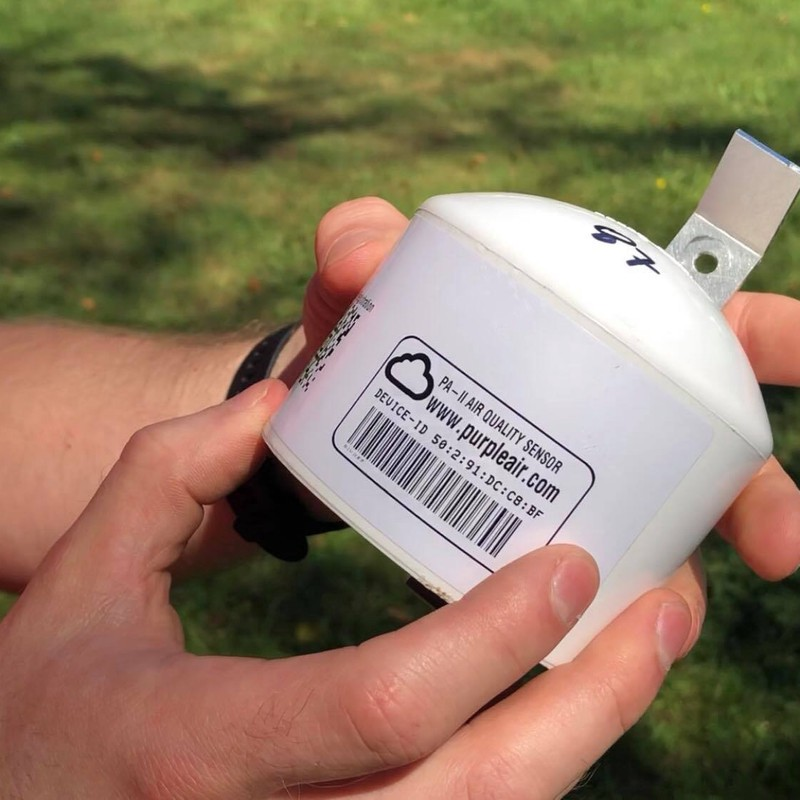 87
PA-II AIR QUALITY SENSOR
www.purpleair.com
DEVICE-ID 50:2:91:DC:CB:BF